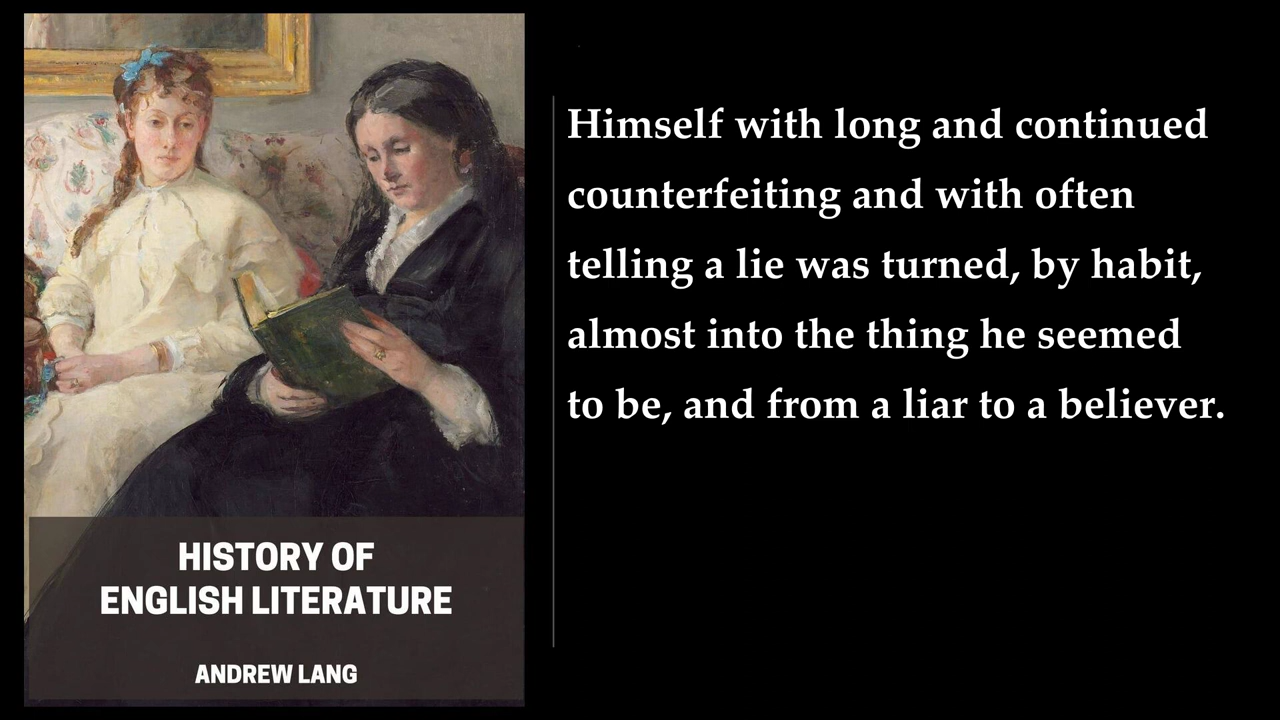 Himself with long and continued
counterfeiting and with often
telling a lie was turned, by habit,
almost into the thing he seemed
to be, and from a liar to a believer.
HISTORY OF
ENGLISH LITERATURE
ANDREW LANG